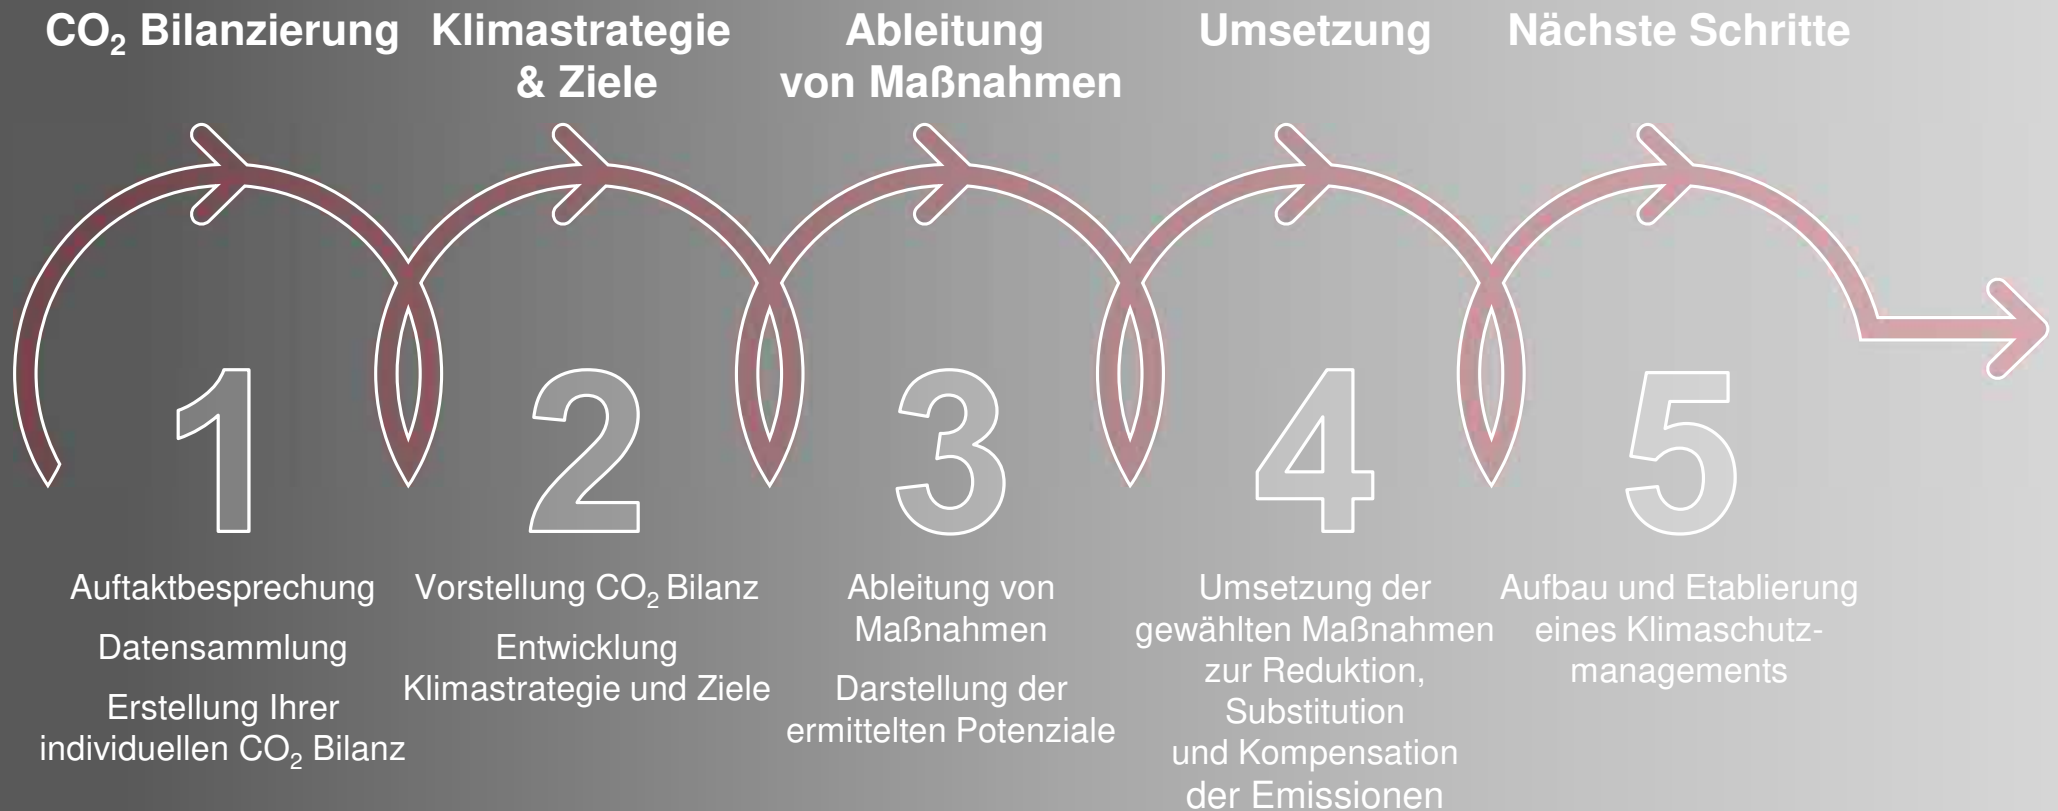 CO₂ Bilanzierung
Klimastrategie
& Ziele
Ableitung
von Maßnahmen
Umsetzung
Nächste Schritte
1
2
3
4
5
Auftaktbesprechung
Datensammlung
Erstellung Ihrer
individuellen CO₂ Bilanz
Vorstellung CO₂ Bilanz
Entwicklung
Klimastrategie und Ziele
Ableitung von
Maßnahmen
Darstellung der
ermittelten Potenziale
Umsetzung der
gewählten Maßnahmen
zur Reduktion,
Substitution
und Kompensation
der Emissionen
Aufbau und Etablierung
eines Klimaschutz-
managements